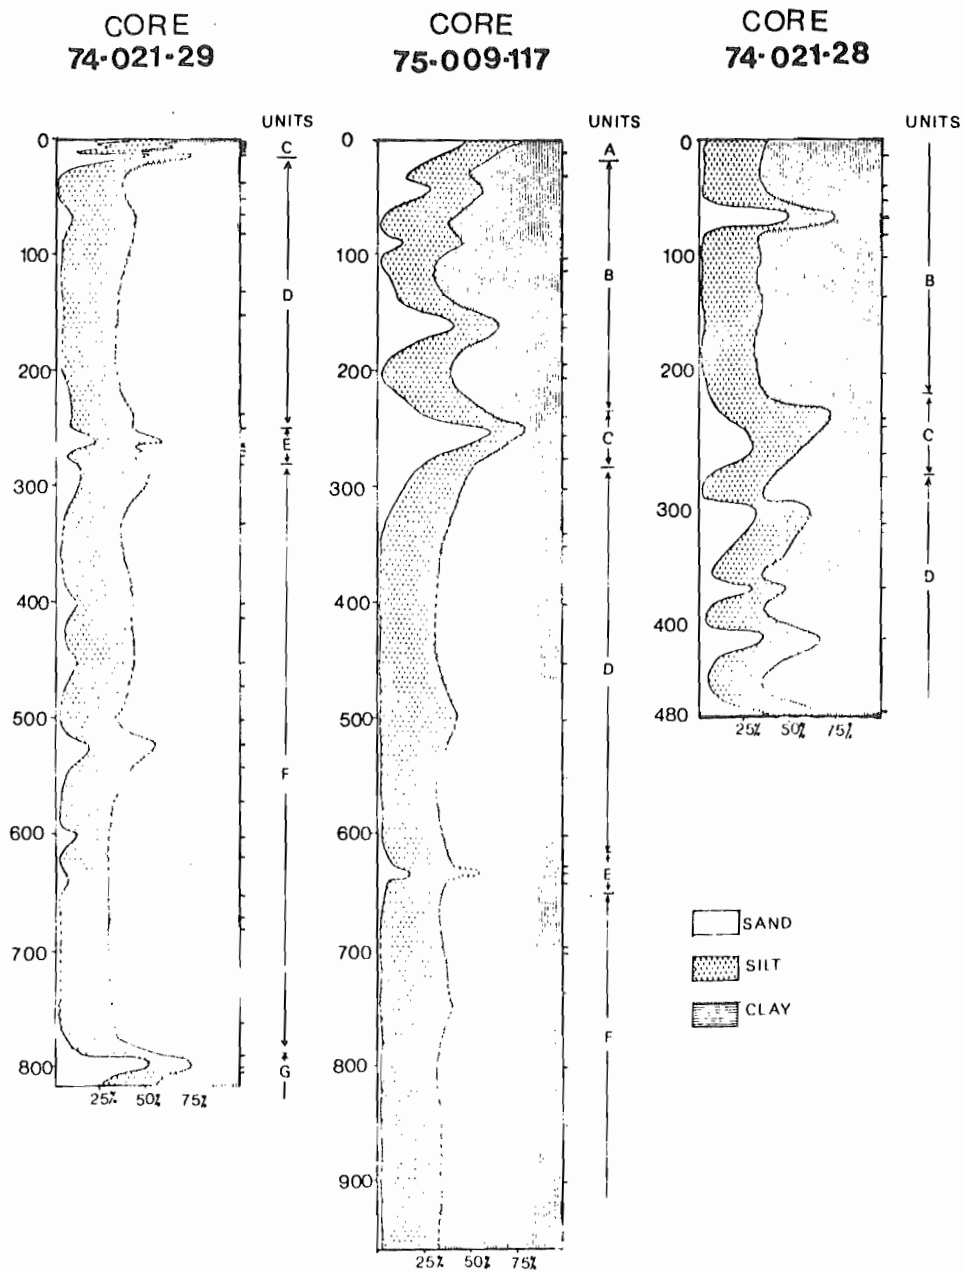 CORE
74-021-29
CORE
75-009-117
CORE
74-021-28
UNITS
0
100
200
300
400
500
600
700
800
25% 50% 75%
C
D
E
F
G
UNITS
0
100
200
300
400
500
600
700
800
900
25% 50% 75%
A
B
C
D
E
F
UNITS
0
100
200
300
400
480
25% 50% 75%
B
C
D
SAND
SILT
CLAY